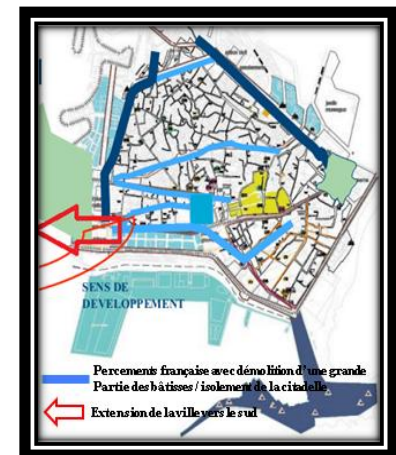 SENS DE
DEVELOPPEMENT
Percements française avec démolition d'une grande
Partie des bâtisses / isolement de la citadelle
Extension de la ville vers le sud